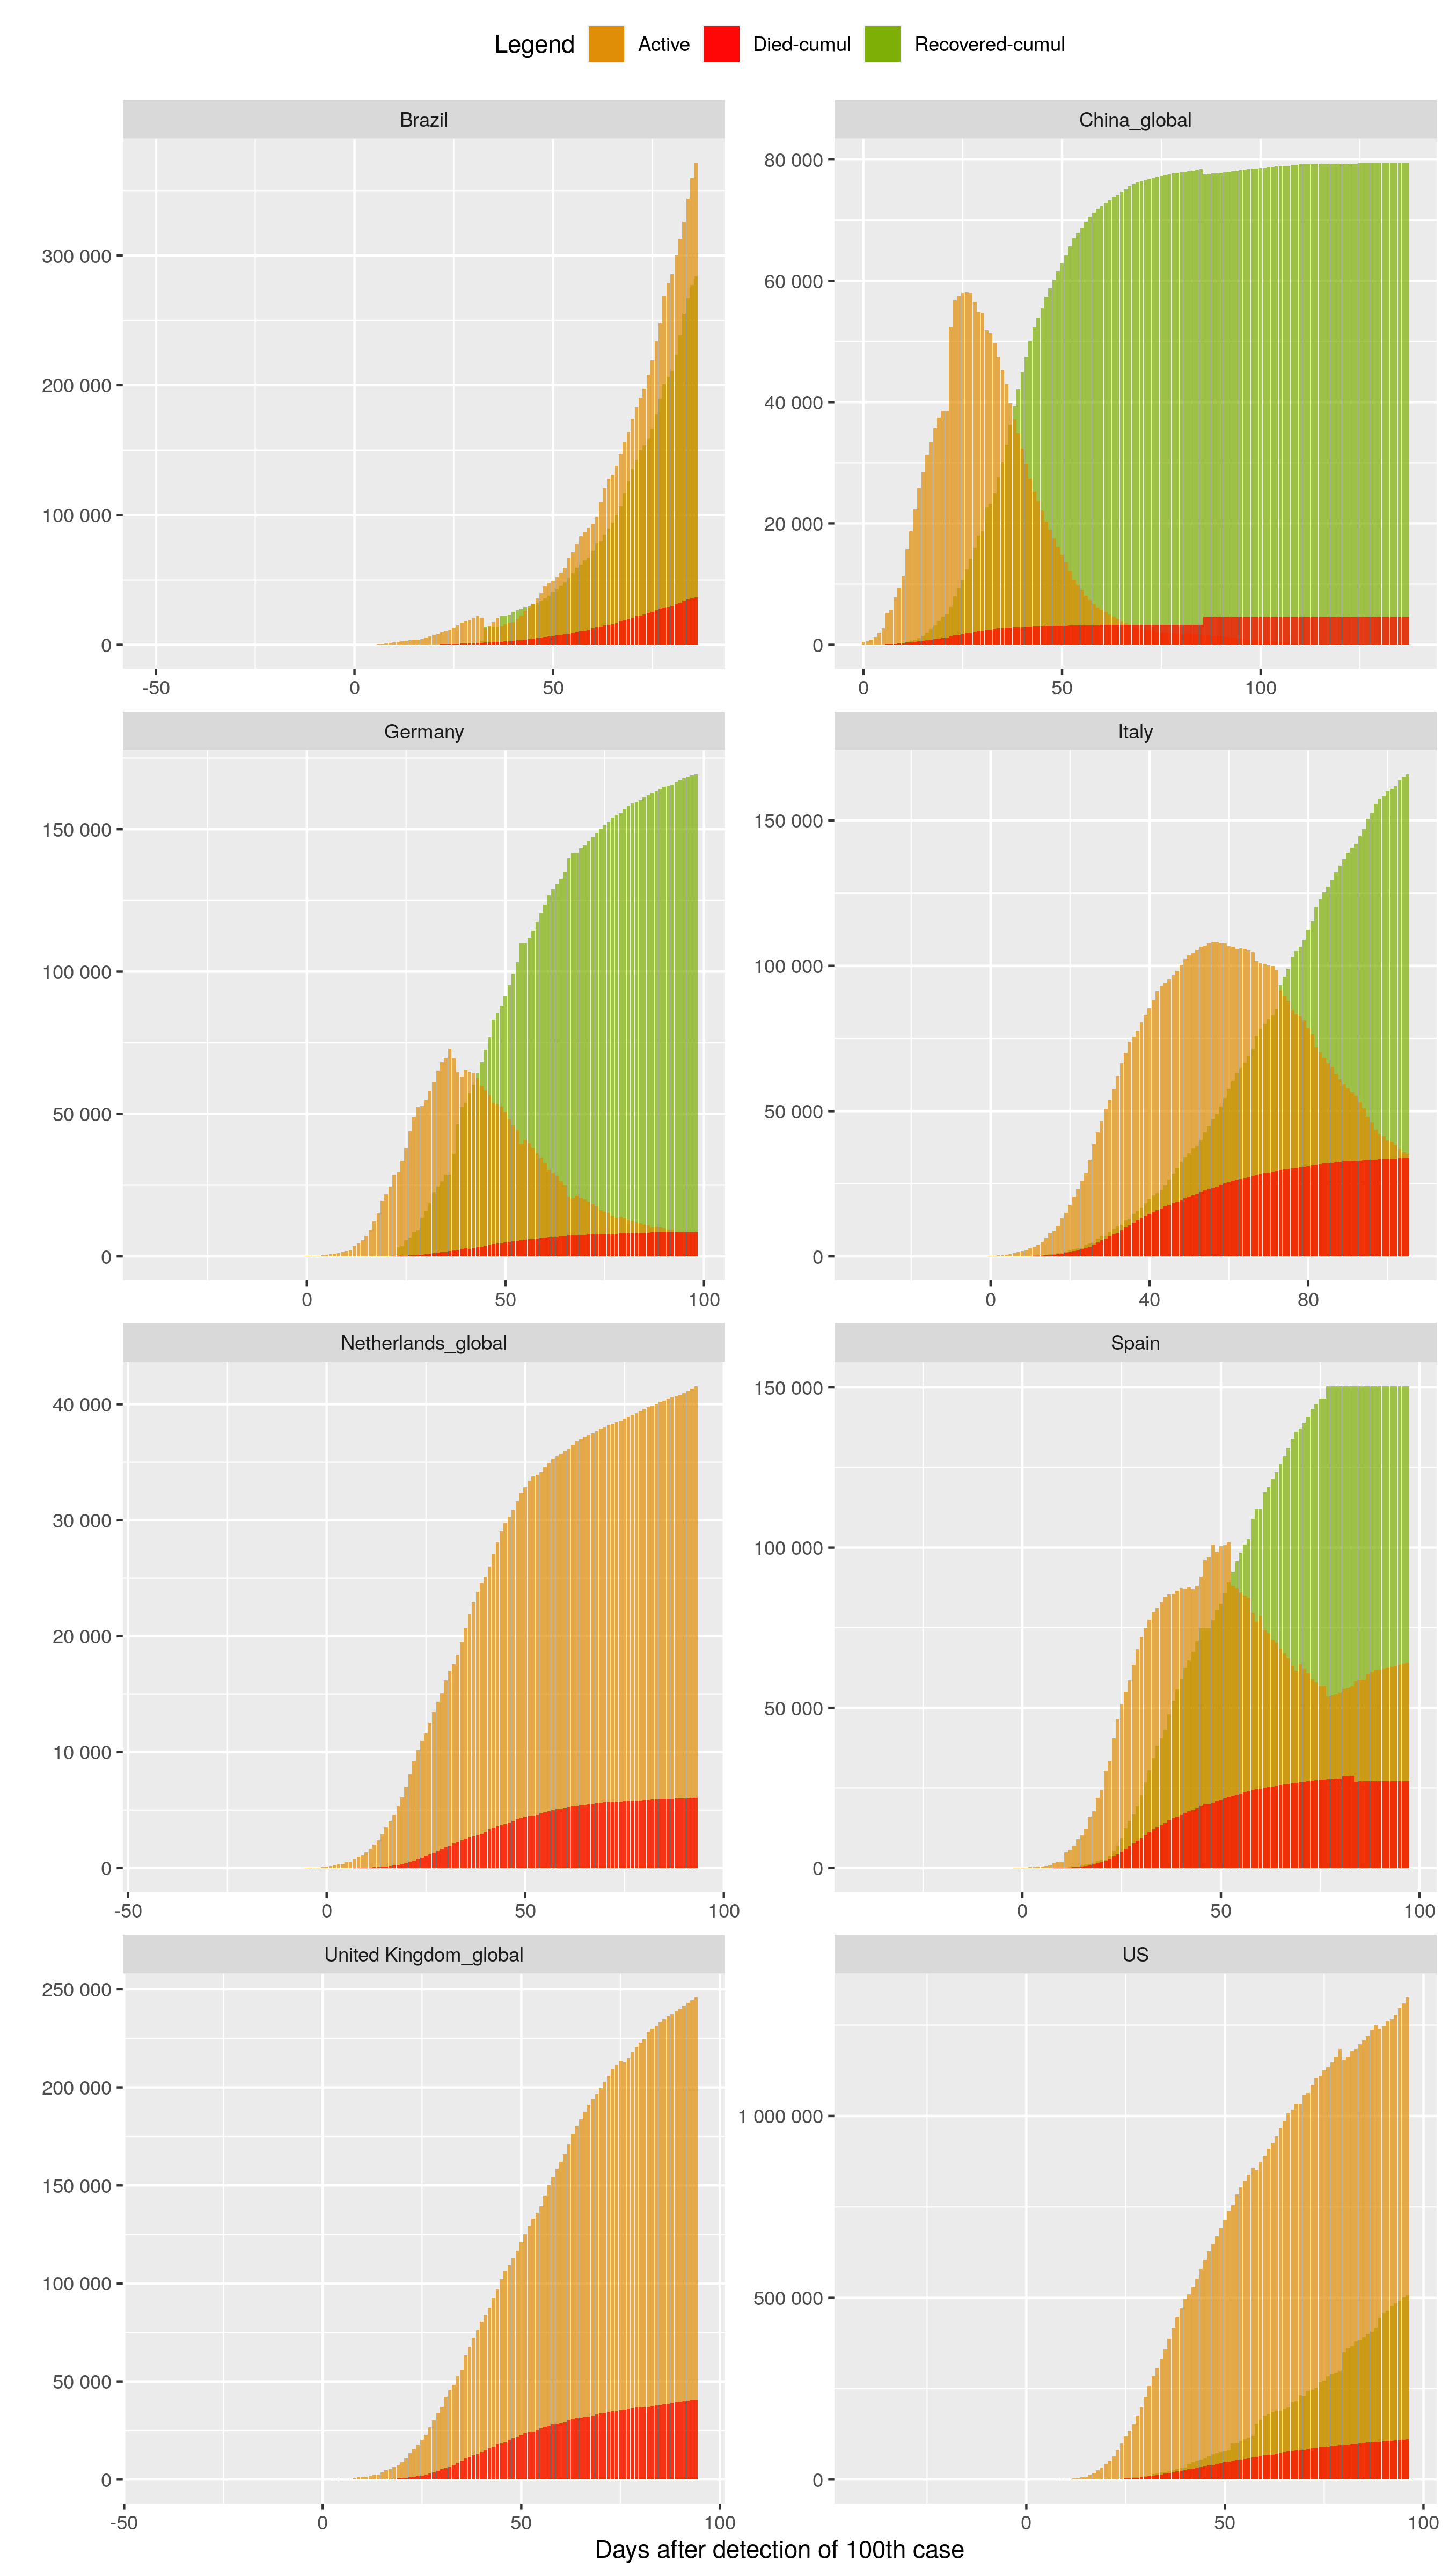 Legend Active Died-cumul Recovered-cumul
Brazil China_global
300 000
200 000
100 000
0
-50 0 50
80 000
60 000
40 000
20 000
0
0 50 100
Germany Italy
150 000
100 000
50 000
0
0 50 100
150 000
100 000
50 000
0
0 40 80
Netherlands_global Spain
40 000
30 000
20 000
10 000
0
-50 0 50 100
150 000
100 000
50 000
0
0 50 100
United Kingdom_global US
250 000
200 000
150 000
100 000
50 000
0
-50 0 50 100
1 000 000
500 000
0
0 50 100
Days after detection of 100th case